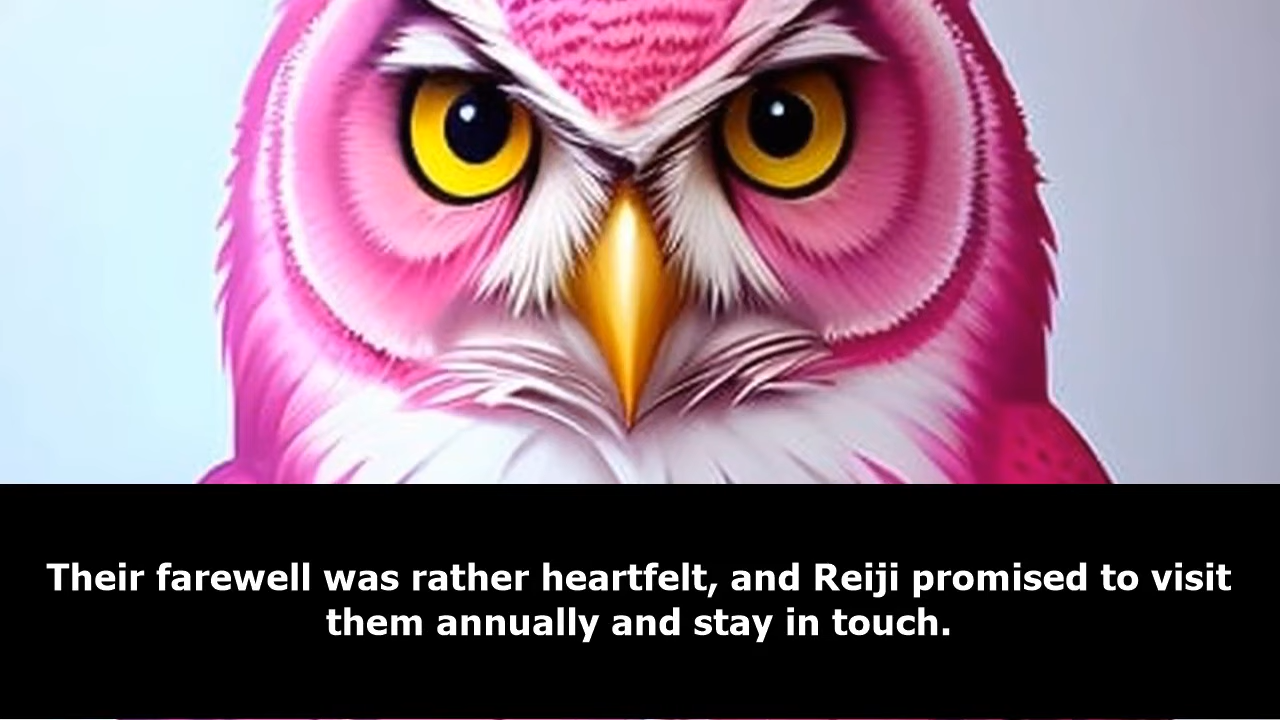 Their farewell was rather heartfelt, and Reiji promised to visit
them annually and stay in touch.